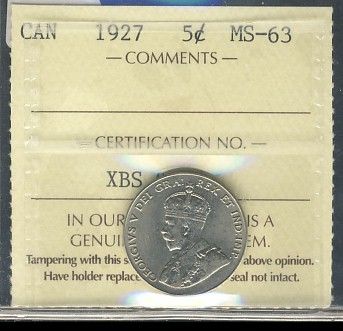 CAN 1927 5¢ MS-63
— COMMENTS —
— CERTIFICATION NO. —
XBS
GEORGIVS V DEI GRA: REX ET IND:IMP:
IN OUR IS A
GENUI EM.
Tampering with this s above opinion.
Have holder replace seal not intact.